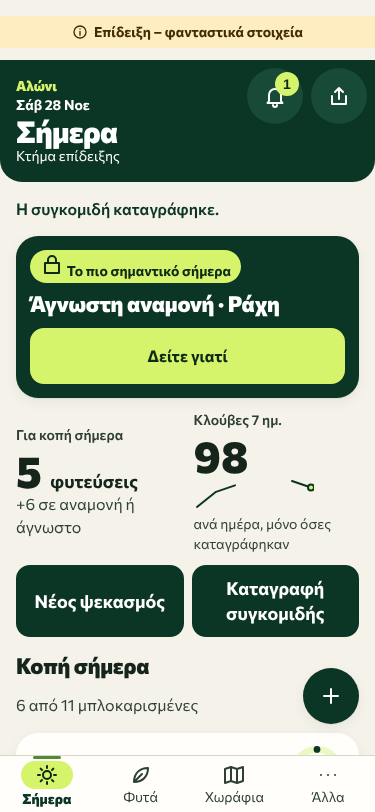 Επίδειξη – φανταστικά στοιχεία
Αλώνι
Σάβ 28 Νοε
1
Σήμερα
Κτήμα επίδειξης
Η συγκομιδή καταγράφηκε.
Το πιο σημαντικό σήμερα
Άγνωστη αναμονή · Ράχη
Δείτε γιατί
Για κοπή σήμερα
5 φυτεύσεις
+6 σε αναμονή ή
άγνωστο
Κλούβες 7 ημ.
98
ανά ημέρα, μόνο όσες
καταγράφηκαν
Νέος ψεκασμός
Καταγραφή
συγκομιδής
Κοπή σήμερα
6 από 11 μπλοκαρισμένες
Σήμερα
Φυτά
Χωράφια
Άλλα